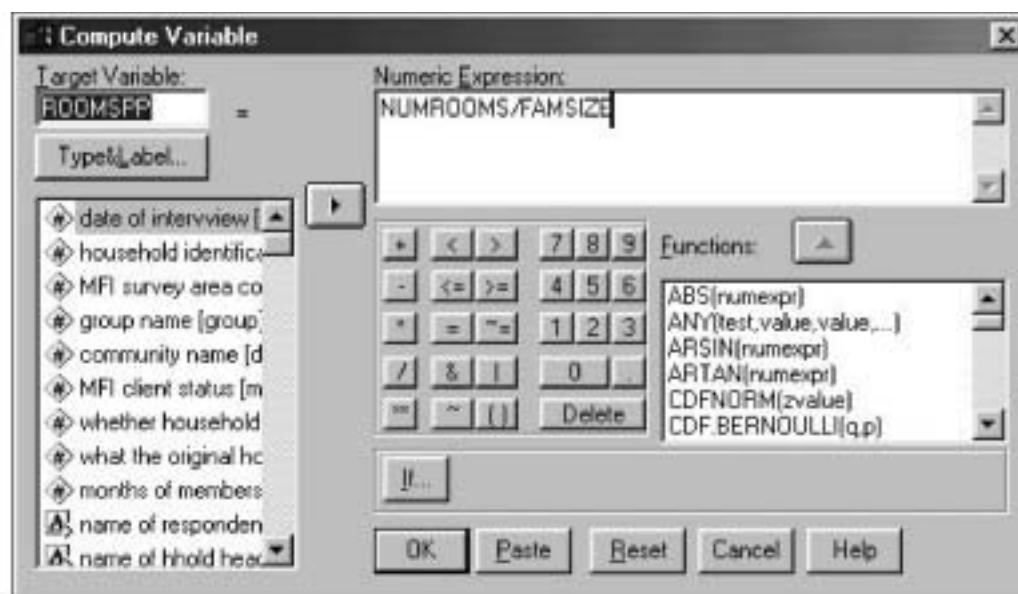 Compute Variable
Target Variable:
ROOMSPP
=
Type&Label...
Numeric Expression:
NUMROOMS/FAMSIZE
date of intervview [
household identifica
MFI survey area co
group name [group]
community name [d
MFI client status [m
whether household
what the original ho
months of members
name of responden
name of hhold head
+ < > 7 8 9
- <= >= 4 5 6
* = ~= 1 2 3
/ & | 0 .
** ~ () Delete
Functions:
ABS(numexpr)
ANY(test,value,value,...)
ARSIN(numexpr)
ARTAN(numexpr)
CDFNORM(zvalue)
CDF.BERNOULLI(q,p)
If...
OK Paste Reset Cancel Help